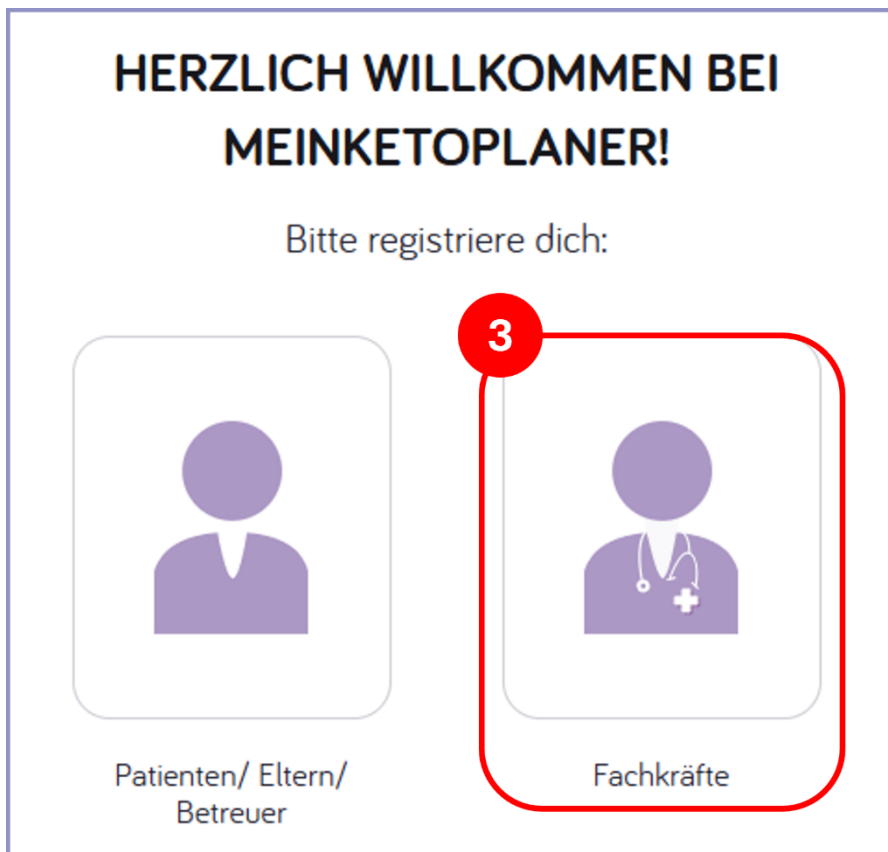 HERZLICH WILLKOMMEN BEI
MEINKETOPLANER!
Bitte registriere dich:
3
Patienten/ Eltern/
Betreuer
Fachkräfte